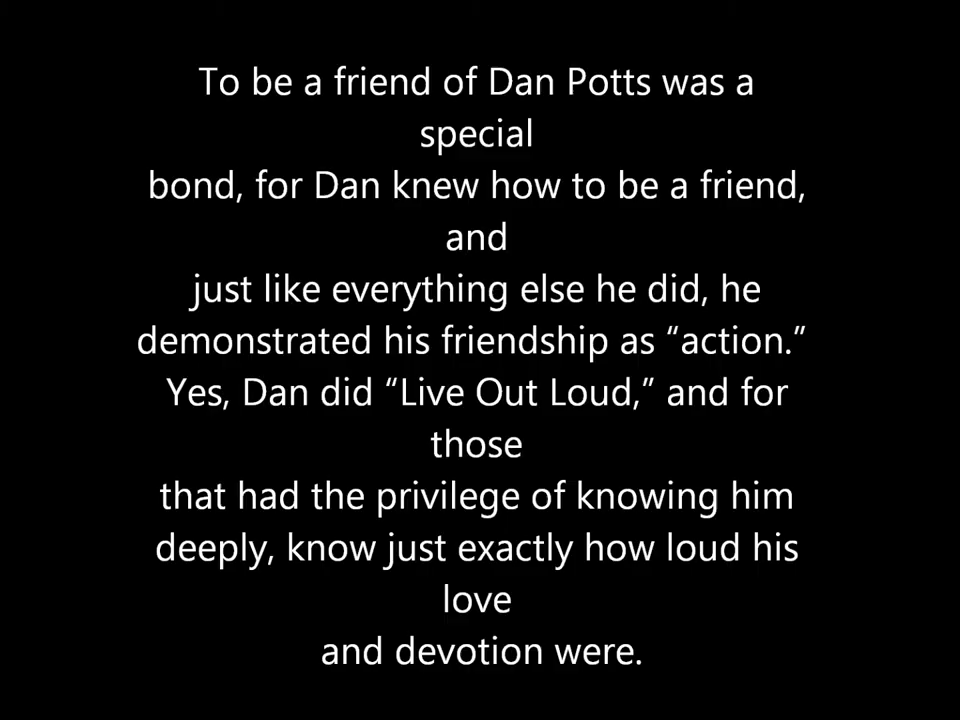 To be a friend of Dan Potts was a
special
bond, for Dan knew how to be a friend,
and
just like everything else he did, he
demonstrated his friendship as “action.”
Yes, Dan did “Live Out Loud,” and for
those
that had the privilege of knowing him
deeply, know just exactly how loud his
love
and devotion were.